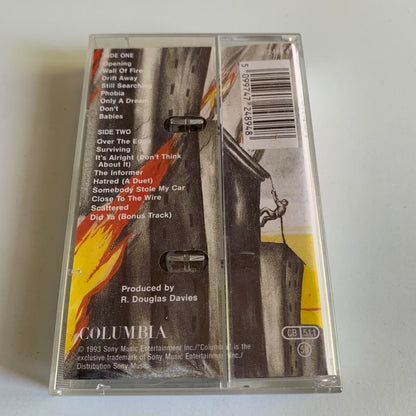 SIDE ONE
Opening
Wall Of Fire
Drift Away
Still Searching
Phobia
Only A Dream
Don't
Babies
SIDE TWO
Over The Edge
Surviving
It's Alright (Don't Think
About It)
The Informer
Hatred (A Duet)
Somebody Stole My Car
Close To The Wire
Scattered
Did Ya (Bonus Track)
Produced by
R. Douglas Davies
COLUMBIA
© 1993 Sony Music Entertainment Inc./"Columbia" is the
exclusive trademark of Sony Music Entertainment Inc./
Distribution Sony Music
5 099747 248948
CB 511